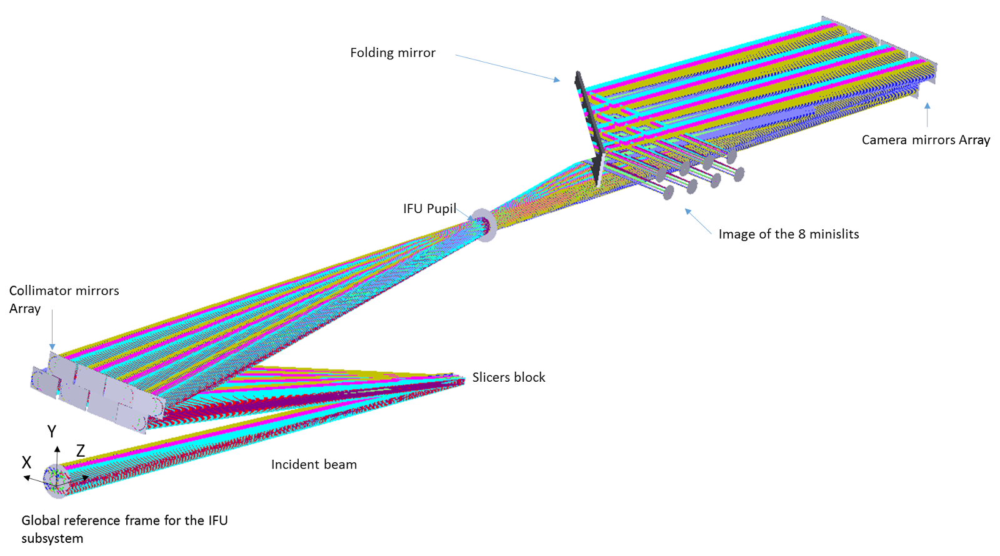 Folding mirror
Camera mirrors Array
IFU Pupil
Image of the 8 minislits
Collimator mirrors
Array
Slicers block
Y
Z
X
Incident beam
Global reference frame for the IFU
subsystem